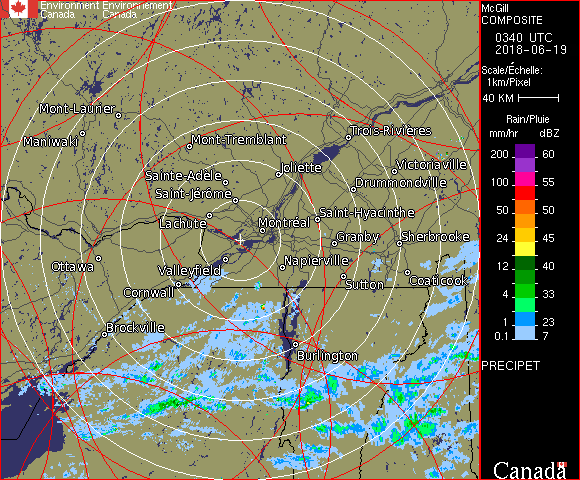 Environment Environnement
Canada Canada
Mont-Laurier
Maniwaki
Mont-Tremblant
Trois-Rivières
Sainte-Adèle
Joliette
Victoriaville
Saint-Jérôme
Drummondville
Lachute
Montréal
Saint-Hyacinthe
Granby
Sherbrooke
Ottawa
Valleyfield
Napierville
Cornwall
Sutton
Coaticook
Brockville
Burlington
McGill
COMPOSITE
0340 UTC
2018-06-19
Scale/Échelle:
1km/Pixel
40 KM
Rain/Pluie
mm/hr dBZ
200 60
150 57
100 55
50 50
24 45
12 40
4 33
1 23
0.1 7
PRECIPET
Canada